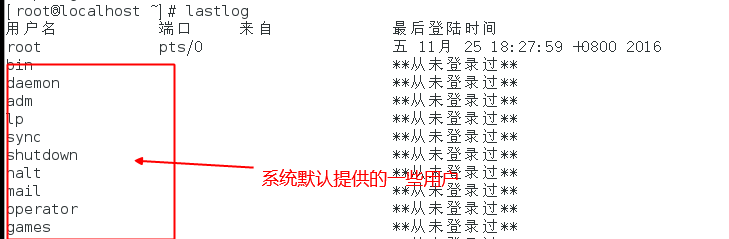 [root@localhost ~]# lastlog
用户名 端口 来自 最后登陆时间
root pts/0 五 11月 25 18:27:59 +0800 2016
bin **从未登录过**
daemon **从未登录过**
adm **从未登录过**
lp **从未登录过**
sync **从未登录过**
shutdown **从未登录过**
halt **从未登录过**
系统默认提供的一些用户
mail **从未登录过**
operator **从未登录过**
games **从未登录过**